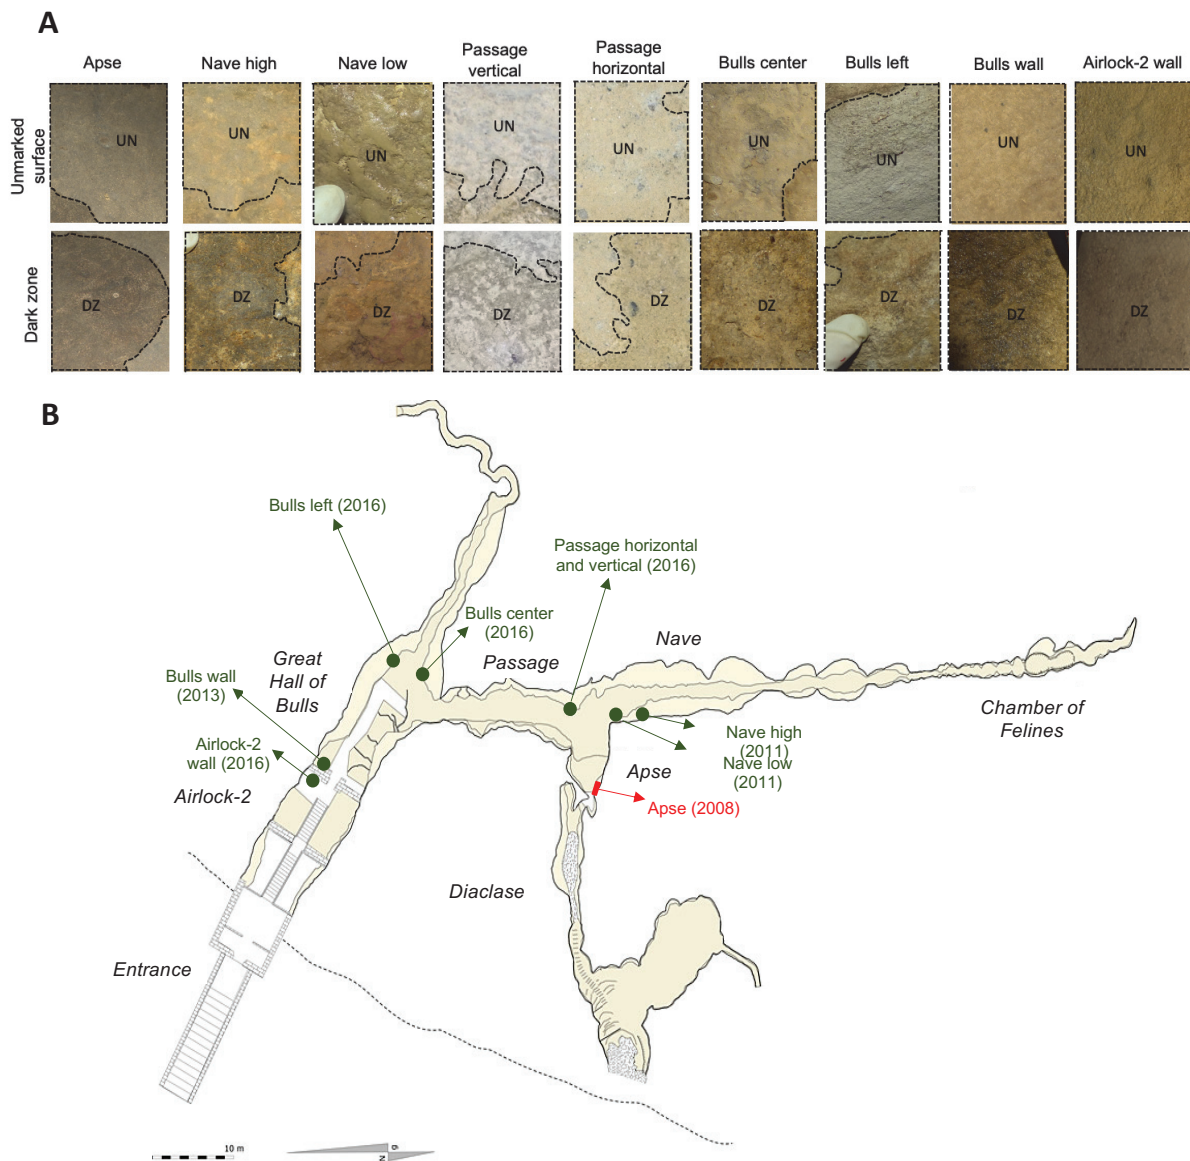 A
Apse
Nave high
Nave low
Passage
vertical
Passage
horizontal
Bulls center
Bulls left
Bulls wall
Airlock-2 wall
Unmarked
surface
UN
UN
UN
UN
UN
UN
UN
UN
UN
Dark zone
DZ
DZ
DZ
DZ
DZ
DZ
DZ
DZ
DZ
B
Bulls left (2016)
Passage horizontal
and vertical (2016)
Bulls center
(2016)
Great
Hall of
Bulls
Passage
Nave
Bulls wall
(2013)
Airlock-2
wall (2016)
Airlock-2
Chamber of
Felines
Nave high
(2011)
Nave low
(2011)
Apse
Apse (2008)
Diaclase
Entrance
10 m
N